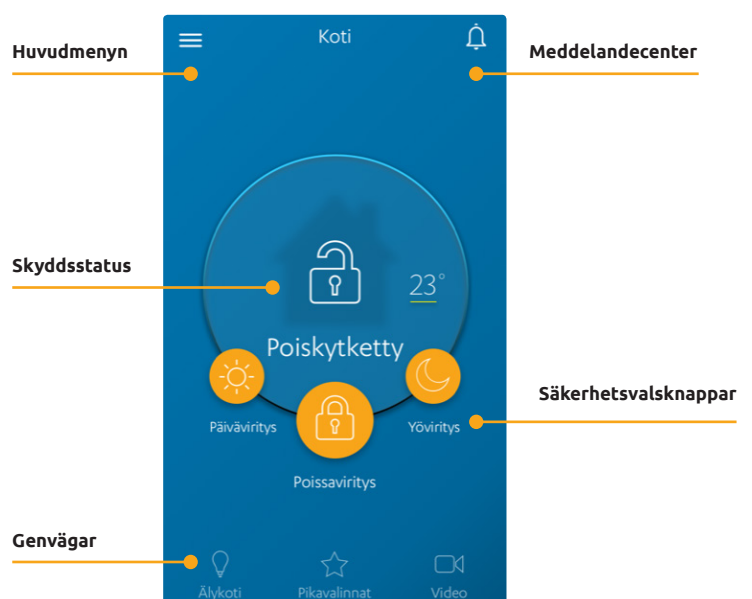 Koti
Huvudmenyn
Meddelandecenter
Skyddsstatus
23°
Poiskytketty
Säkerhetsvalsknappar
Päiväviritys
Yöviritys
Poissaviritys
Genvägar
Älykoti
Pikavalinnat
Video